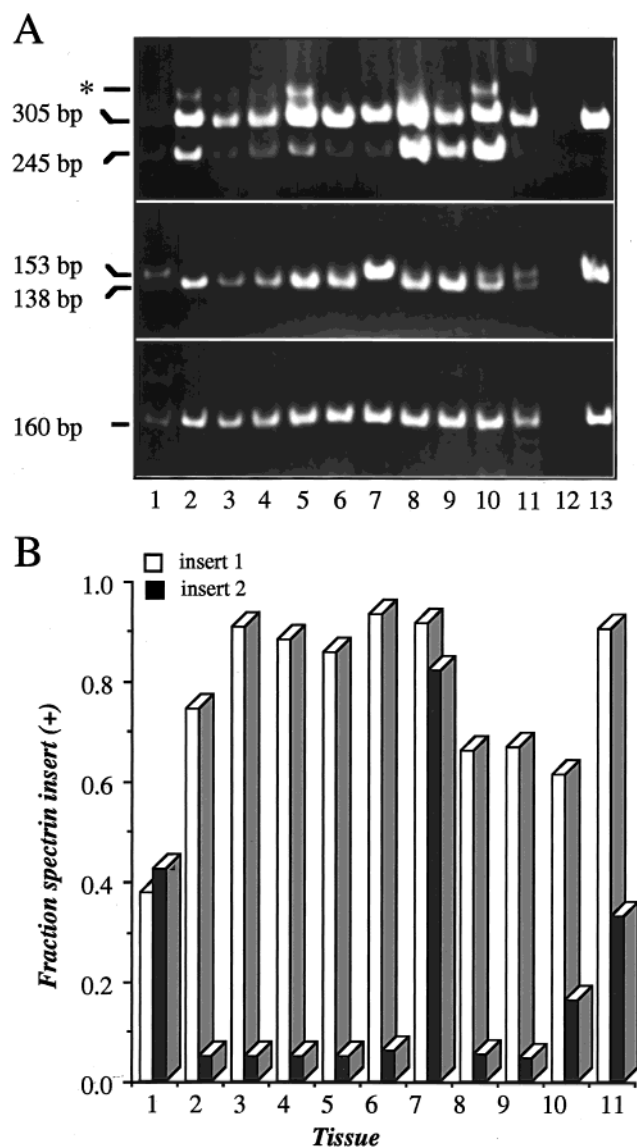 A
*
305 bp
245 bp
153 bp
138 bp
160 bp
1 2 3 4 5 6 7 8 9 10 11 12 13
B
insert 1
insert 2
1.0
0.8
0.6
0.4
0.2
0.0
Fraction spectrin insert (+)
1 2 3 4 5 6 7 8 9 10 11
Tissue